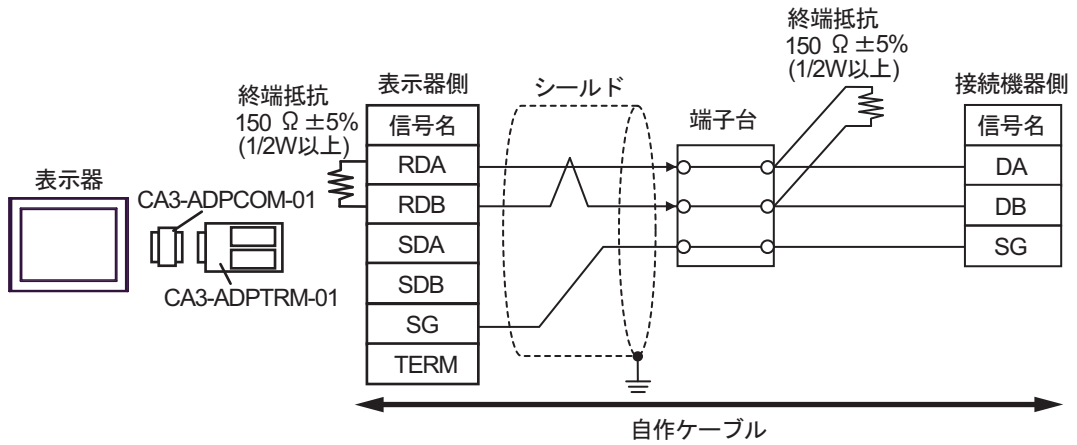 終端抵抗
150 Ω ±5%
(1/2W以上)
表示器側
シールド
接続機器側
終端抵抗
150 Ω ±5%
(1/2W以上)
信号名
端子台
信号名
表示器
CA3-ADPCOM-01
CA3-ADPTRM-01
RDA
RDB
SDA
SDB
SG
TERM
DA
DB
SG
自作ケーブル